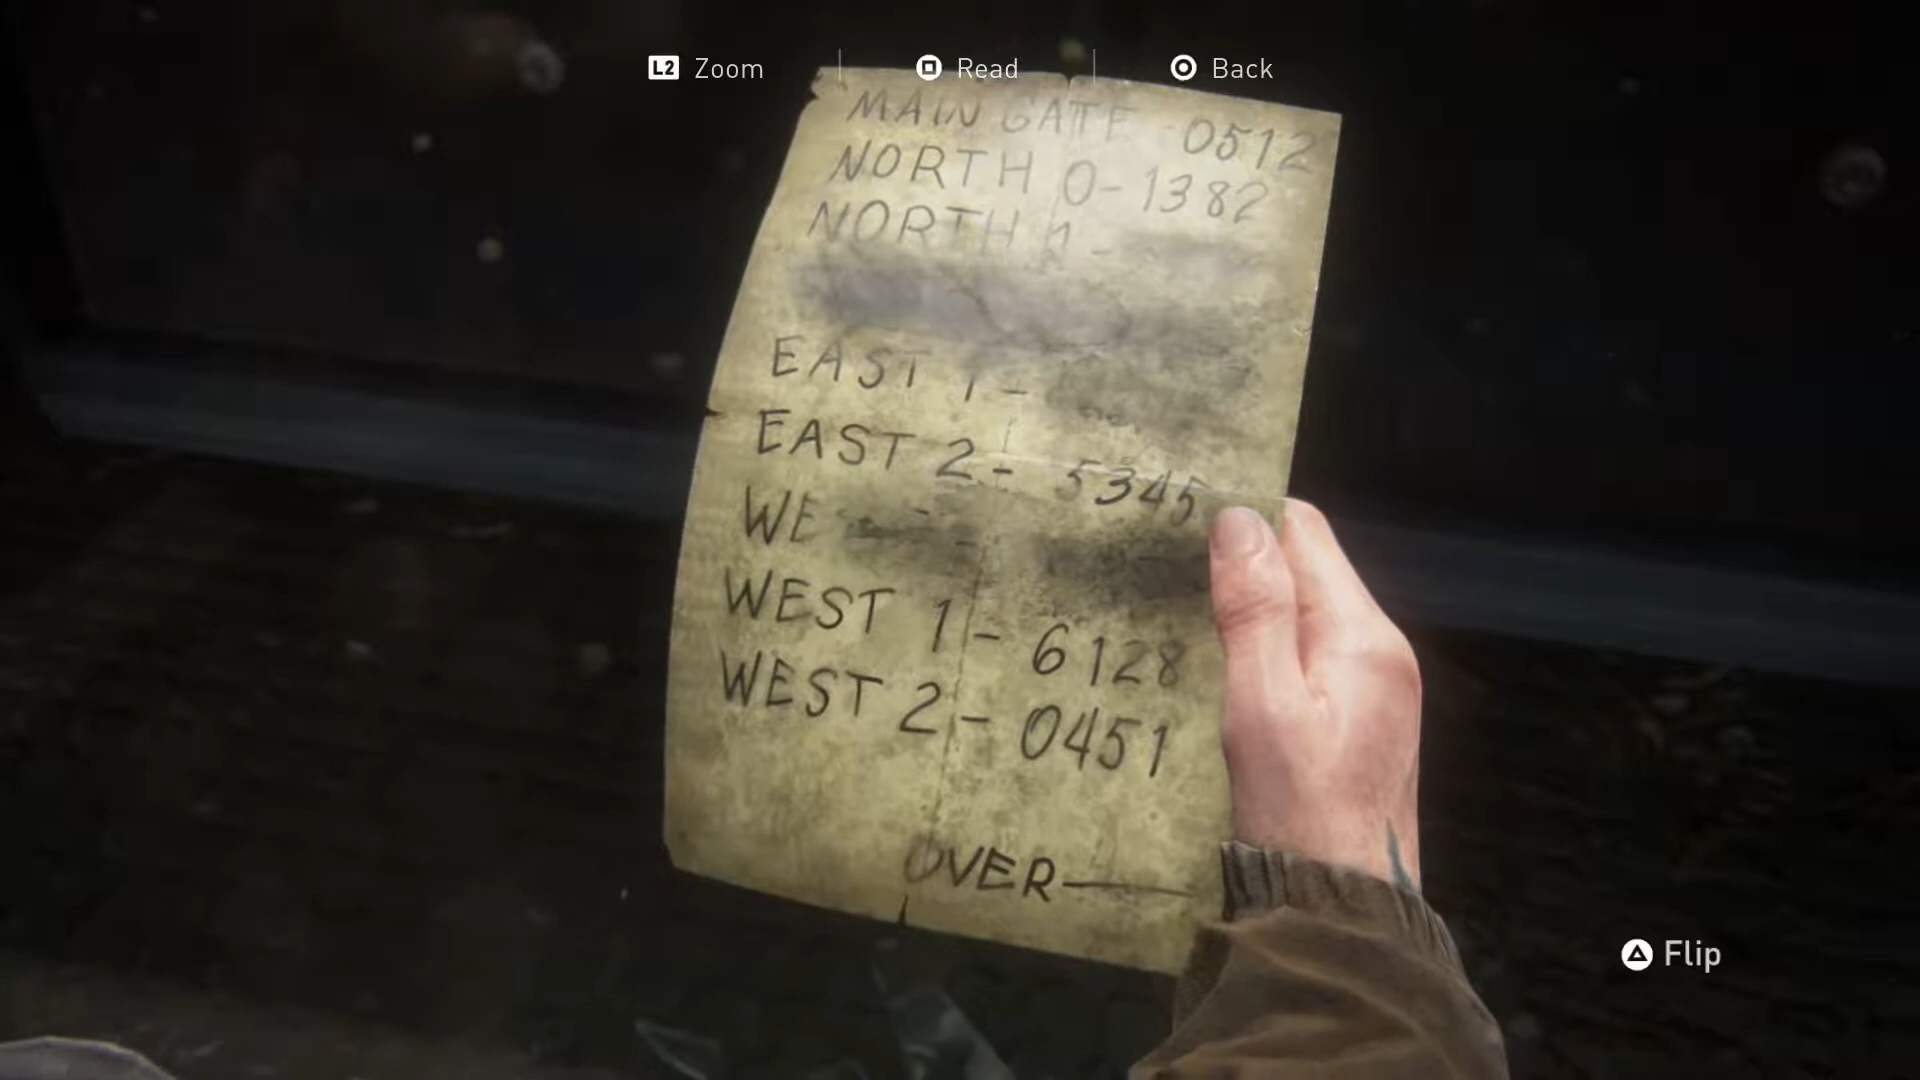 L2 Zoom Read Back
MAIN GATE - 0512
NORTH 0- 1382
NORTH 1 -
EAST 1 -
EAST 2 - 5345
WE
WEST 1 - 6128
WEST 2 - 0451
OVER
Flip